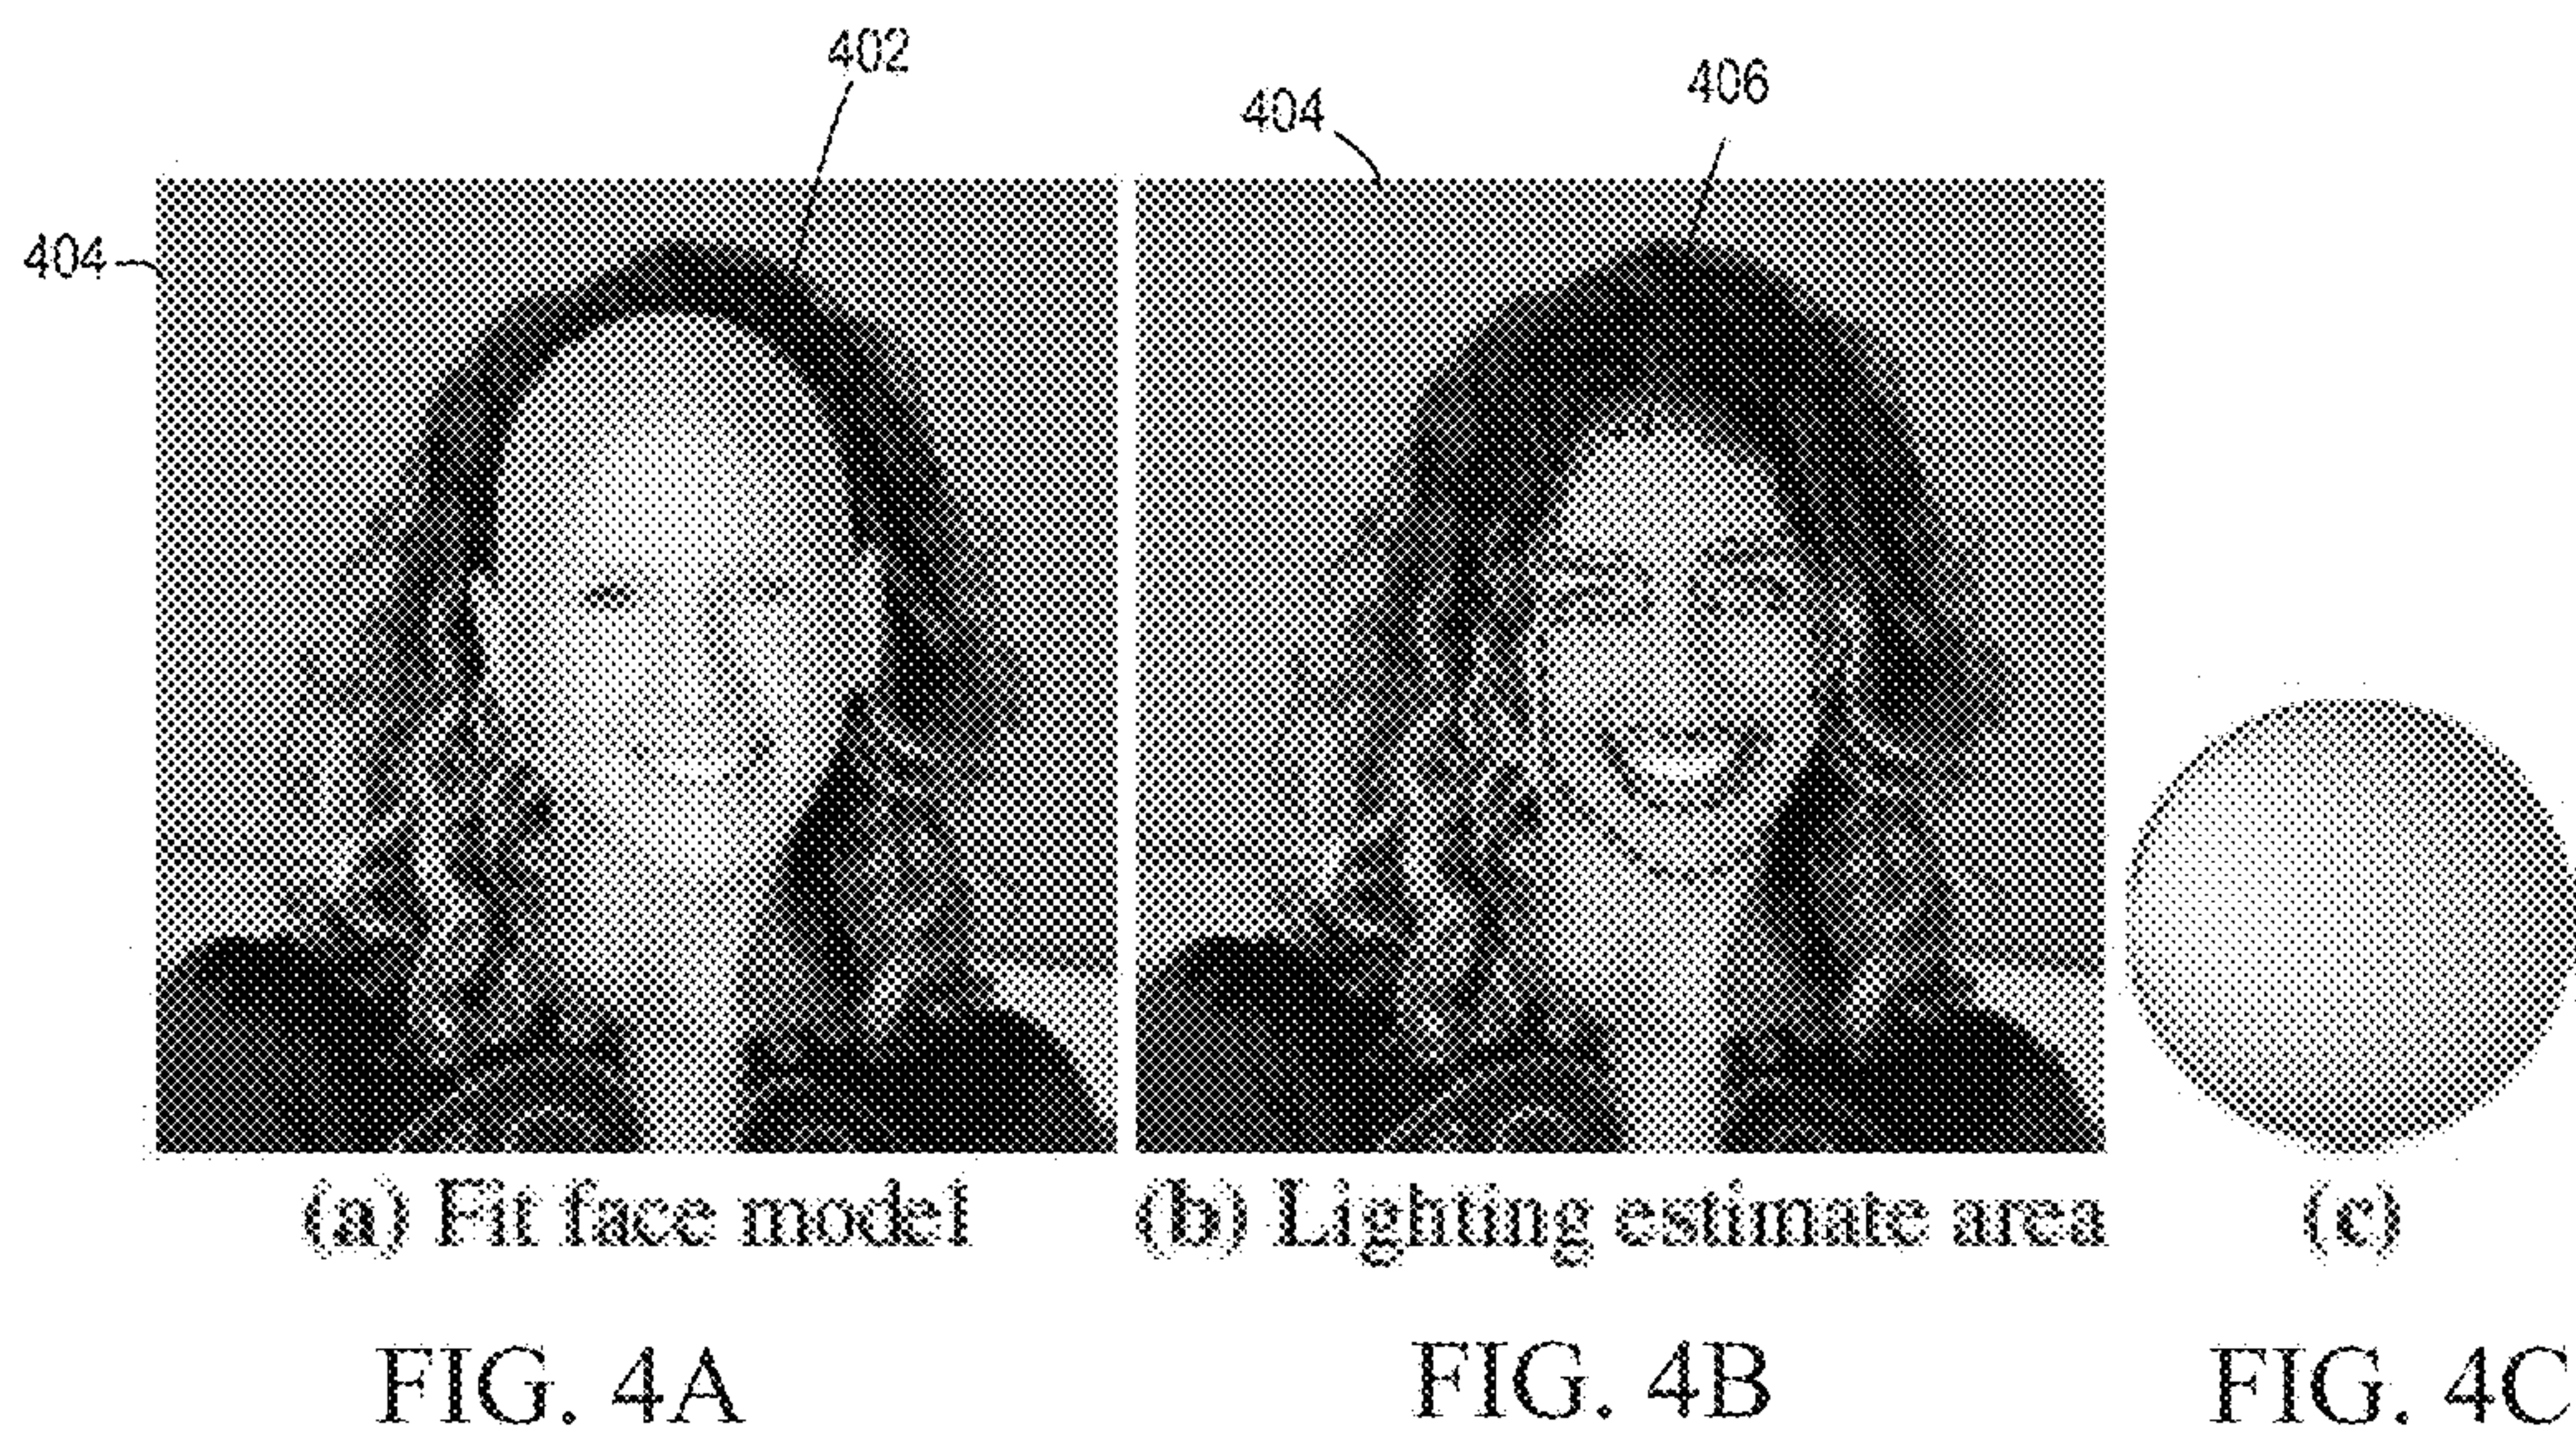 402
406
404
404
(a) Fit face model
(b) Lighting estimate area
(c)
FIG. 4A
FIG. 4B
FIG. 4C